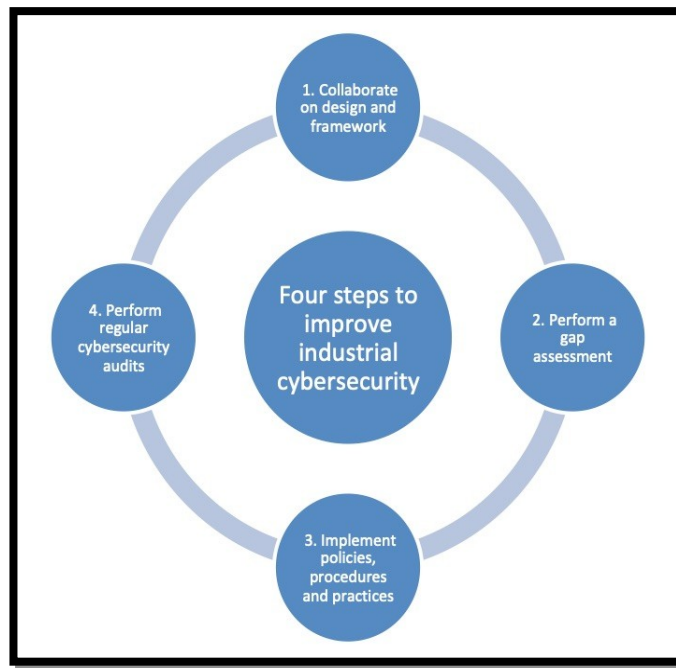 1. Collaborate
on design and
framework
Four steps to
improve
industrial
cybersecurity
2. Perform a
gap
assessment
3. Implement
policies,
procedures
and practices
4. Perform
regular
cybersecurity
audits